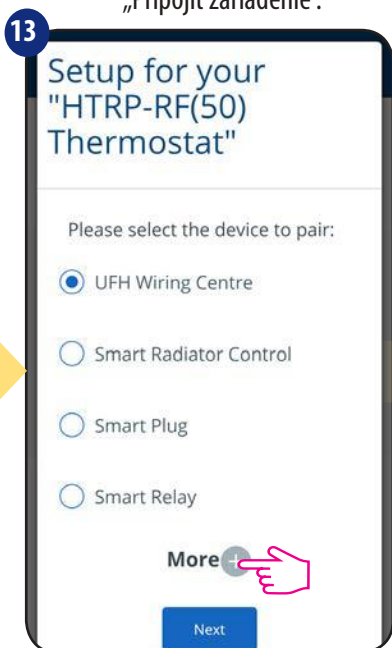 „Pripojiť zariadenie“.
13
Setup for your
"HTRP-RF(50)
Thermostat"
Please select the device to pair:
UFH Wiring Centre
Smart Radiator Control
Smart Plug
Smart Relay
More +
Next